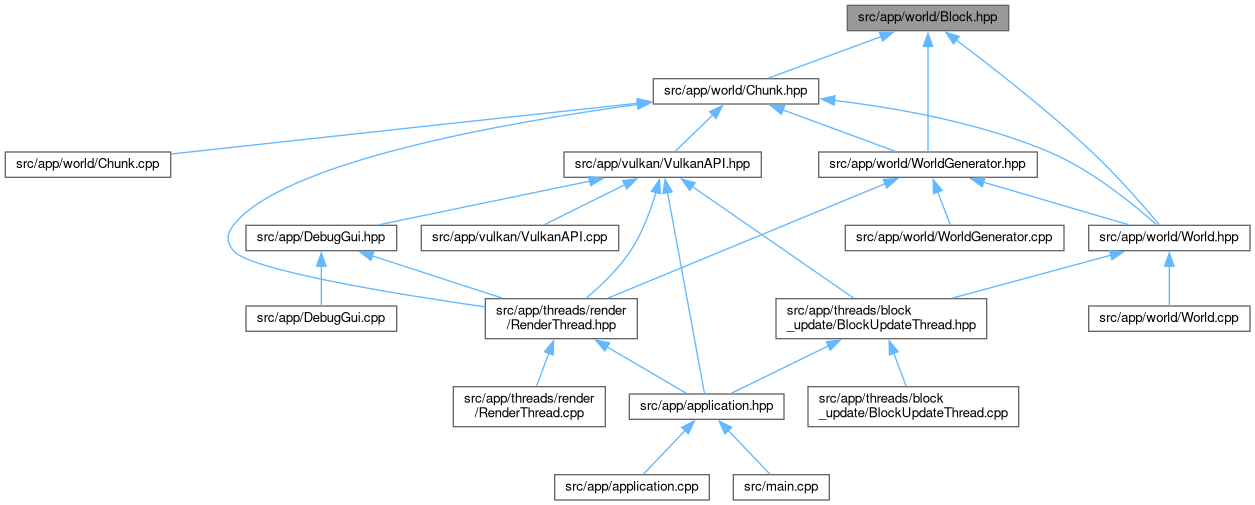 src/app/world/Block.hpp
src/app/world/Chunk.hpp
src/app/world/Chunk.cpp
src/app/vulkan/VulkanAPI.hpp
src/app/world/WorldGenerator.hpp
src/app/DebugGui.hpp
src/app/vulkan/VulkanAPI.cpp
src/app/world/WorldGenerator.cpp
src/app/world/World.hpp
src/app/DebugGui.cpp
src/app/threads/render
/RenderThread.hpp
src/app/threads/block
_update/BlockUpdateThread.hpp
src/app/world/World.cpp
src/app/threads/render
/RenderThread.cpp
src/app/application.hpp
src/app/threads/block
_update/BlockUpdateThread.cpp
src/app/application.cpp
src/main.cpp